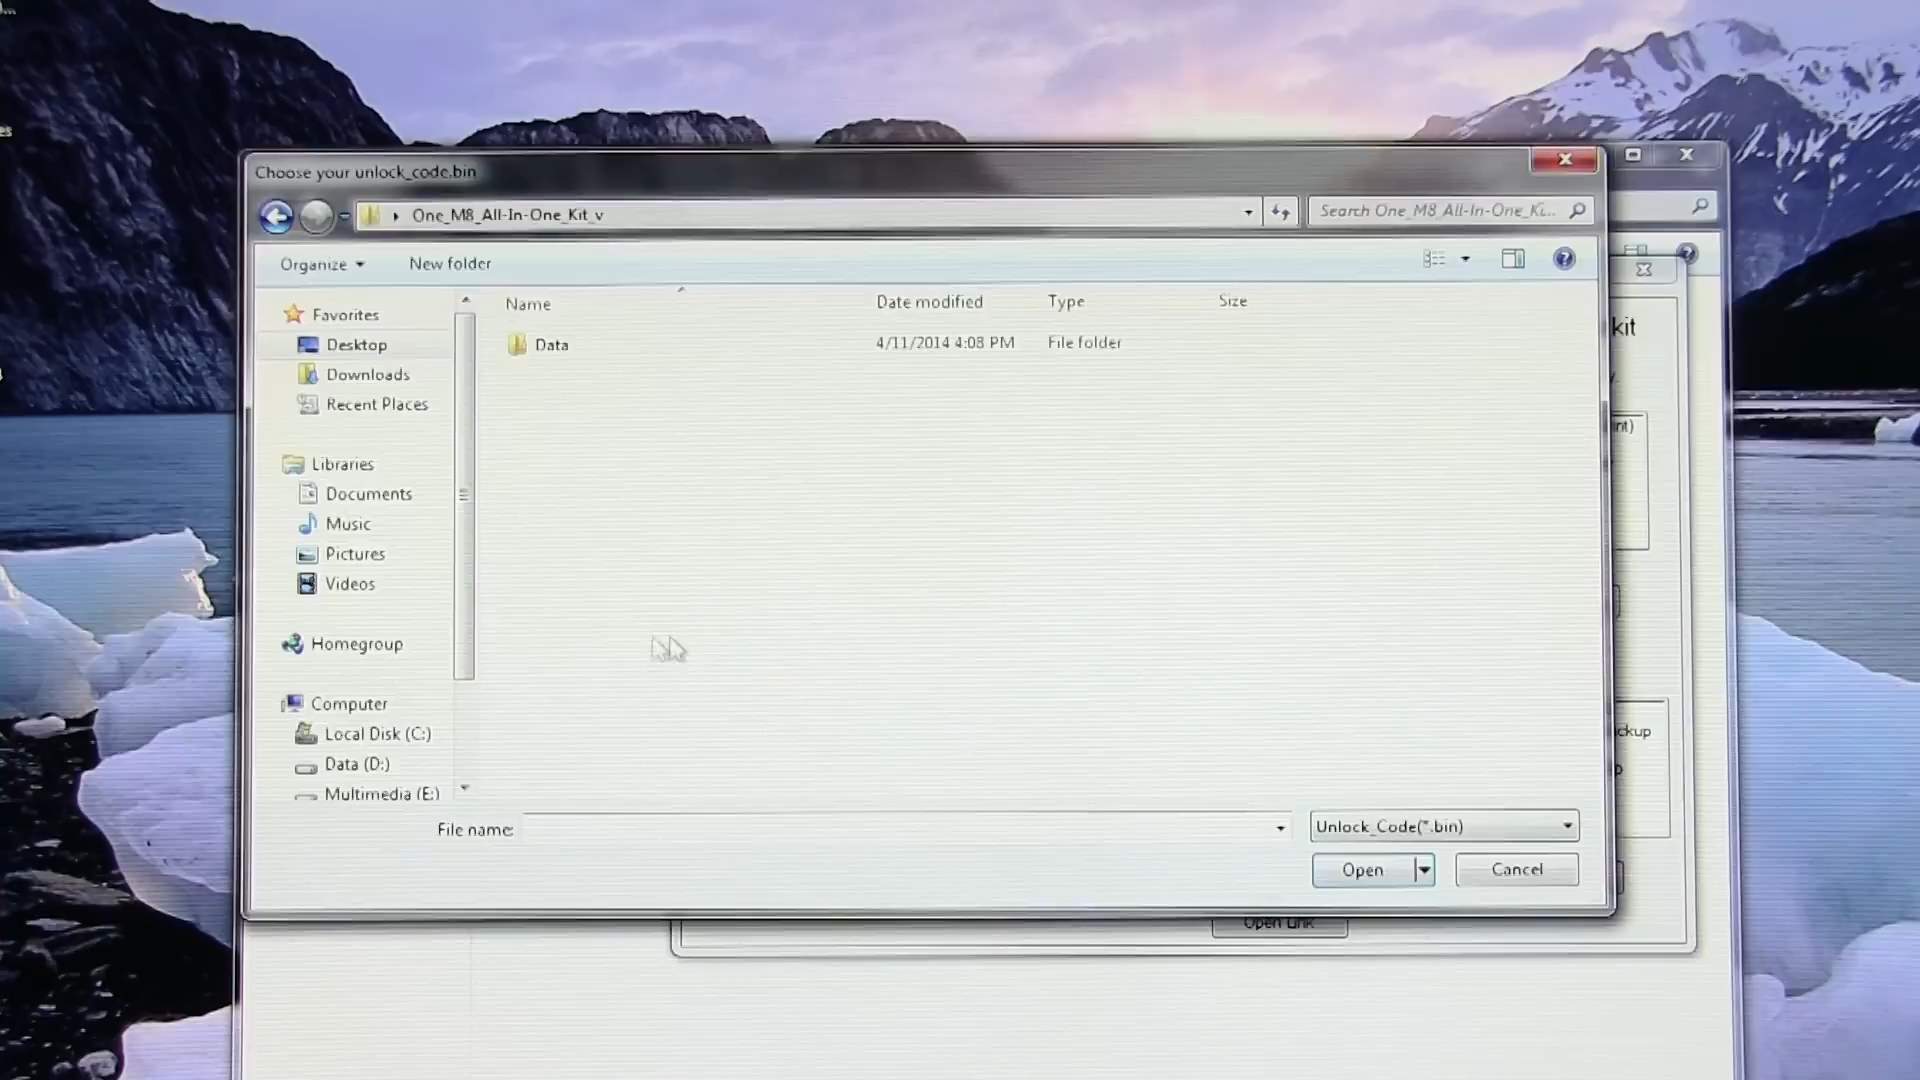 Choose your unlock_code.bin
One_M8_All-In-One_Kit_v
Search One_M8_All-In-One_Ki...
Organize
New folder
Name
Date modified
Type
Size
Favorites
Desktop
Downloads
Recent Places
Libraries
Documents
Music
Pictures
Videos
Homegroup
Computer
Local Disk (C:)
Data (D:)
Multimedia (E:)
Data
4/11/2014 4:08 PM
File folder
kit
nt)
ckup
p
File name:
Unlock_Code(*.bin)
Open
Cancel
Open Link